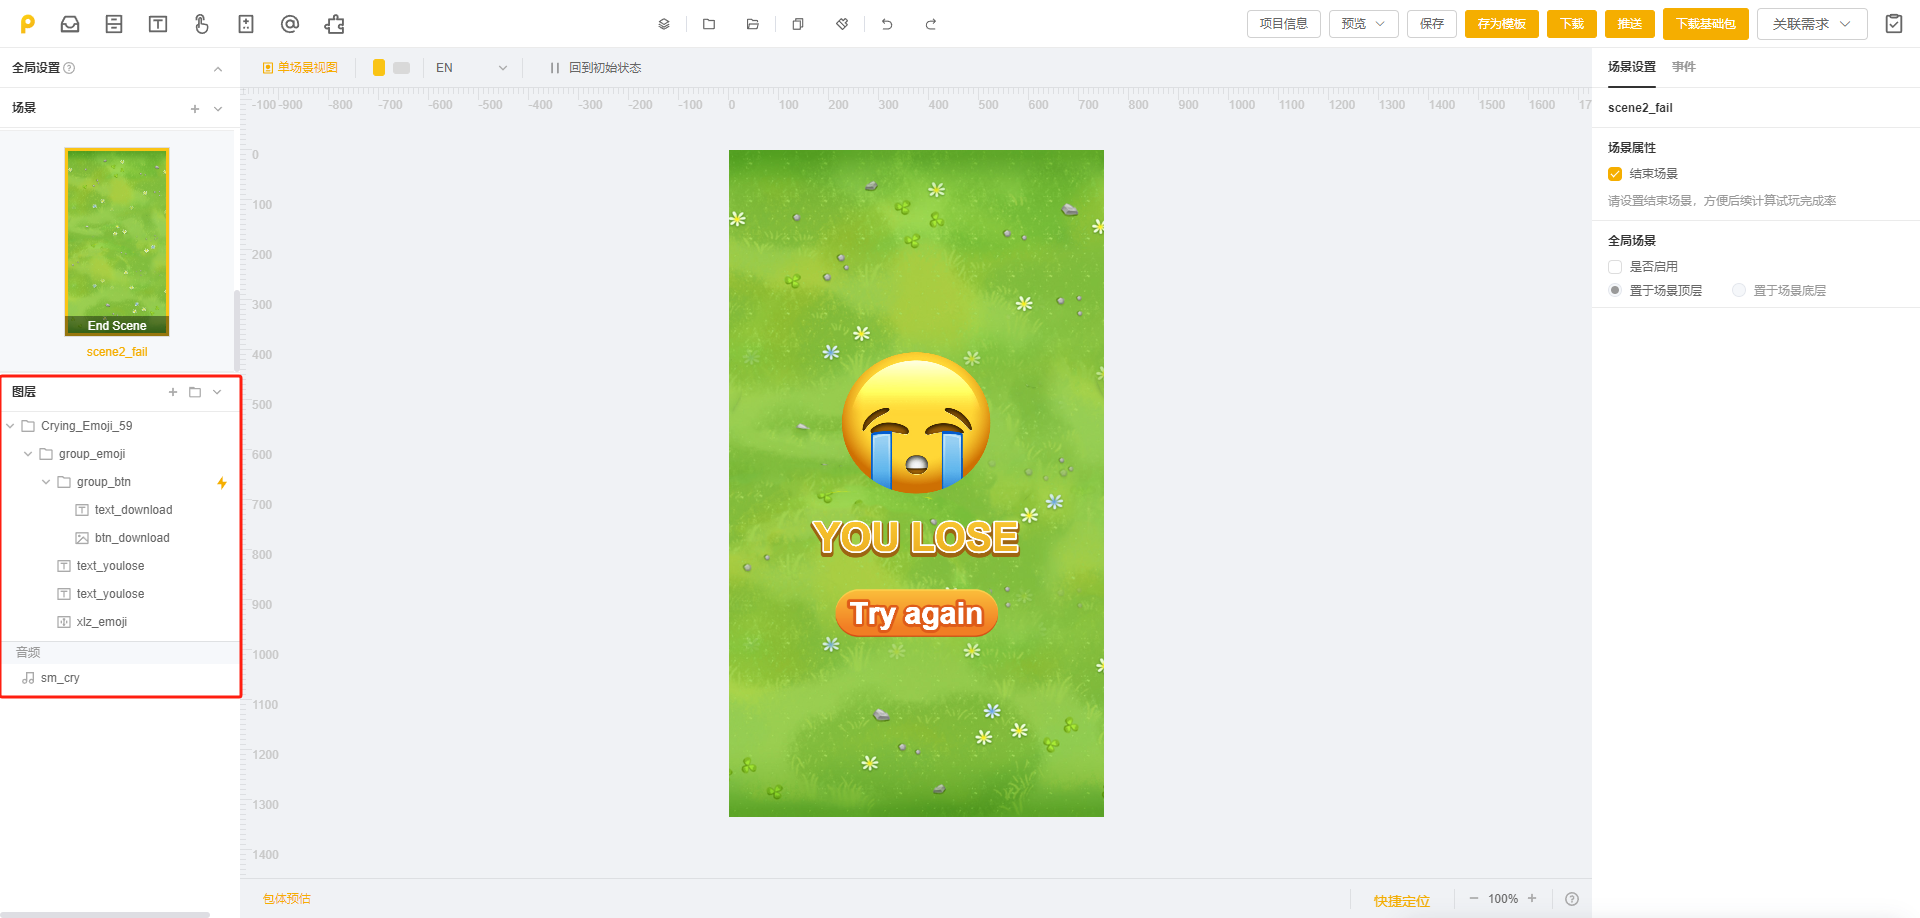 项目信息
预览
保存
存为模板
下载
推送
下载基础包
关联需求
全局设置
单场景视图
EN
回到初始状态
场景设置 事件
场景
-100 -900 -800 -700 -600 -500 -400 -300 -200 -100 0 100 200 300 400 500 600 700 800 900 1000 1100 1200 1300 1400 1500 1600 17
scene2_fail
场景属性
结束场景
请设置结束场景，方便后续计算试玩完成率
全局场景
是否启用
置于场景顶层 置于场景底层
End Scene
scene2_fail
图层
Crying_Emoji_59
group_emoji
group_btn
text_download
btn_download
text_youlose
text_youlose
xlz_emoji
音频
sm_cry
0
100
200
300
400
500
600
700
800
900
1000
1100
1200
1300
1400
YOU LOSE
Try again
包体预估
快捷定位
100%